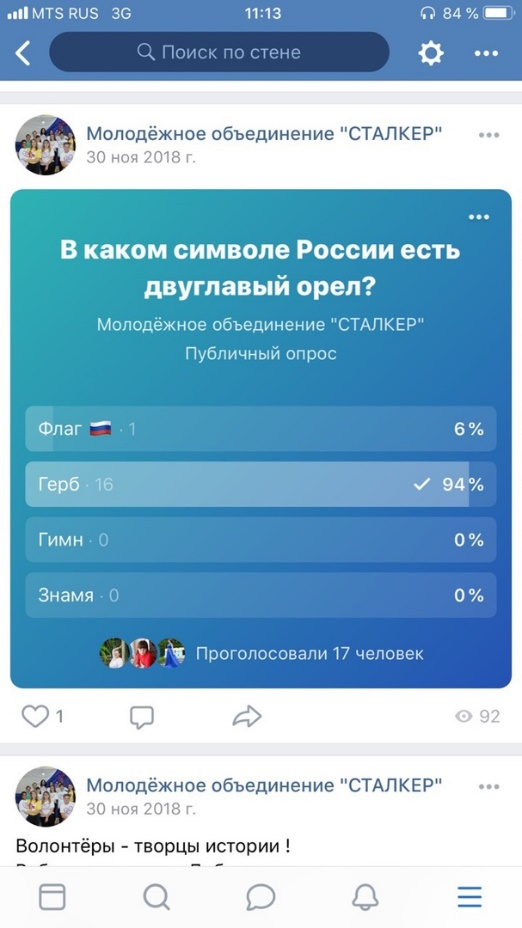 MTS RUS 3G 11:13 84 %
Поиск по стене
Молодёжное объединение "СТАЛКЕР"
30 ноя 2018 г.
В каком символе России есть
двуглавый орел?
Молодёжное объединение "СТАЛКЕР"
Публичный опрос
Флаг 🇷🇺 · 1 6 %
Герб · 16 94 %
Гимн · 0 0 %
Знамя · 0 0 %
Проголосовали 17 человек
1 92
Молодёжное объединение "СТАЛКЕР"
30 ноя 2018 г.
Волонтёры - творцы истории !